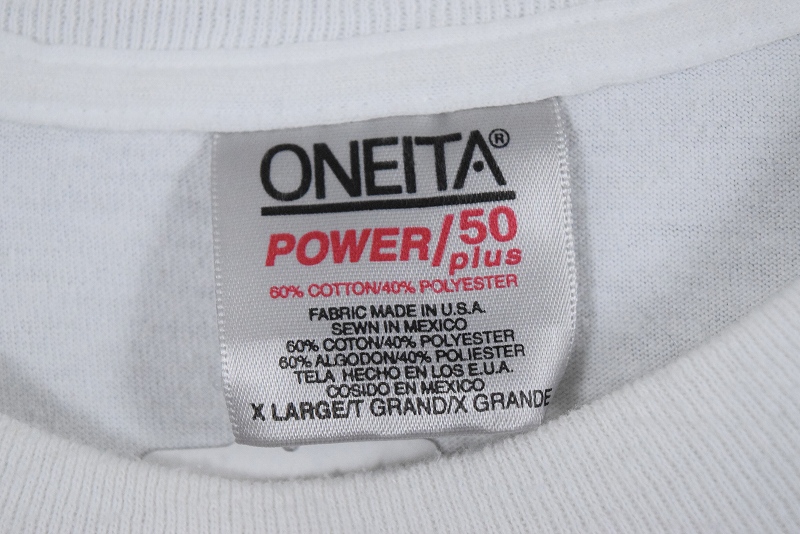 ONEITA®
POWER/50 plus
60% COTTON/40% POLYESTER
FABRIC MADE IN U.S.A.
SEWN IN MEXICO
60% COTON/40% POLYESTER
60% ALGODON/40% POLIESTER
TELA HECHO EN LOS E.U.A.
COSIDO EN MEXICO
X LARGE/T GRAND/X GRANDE